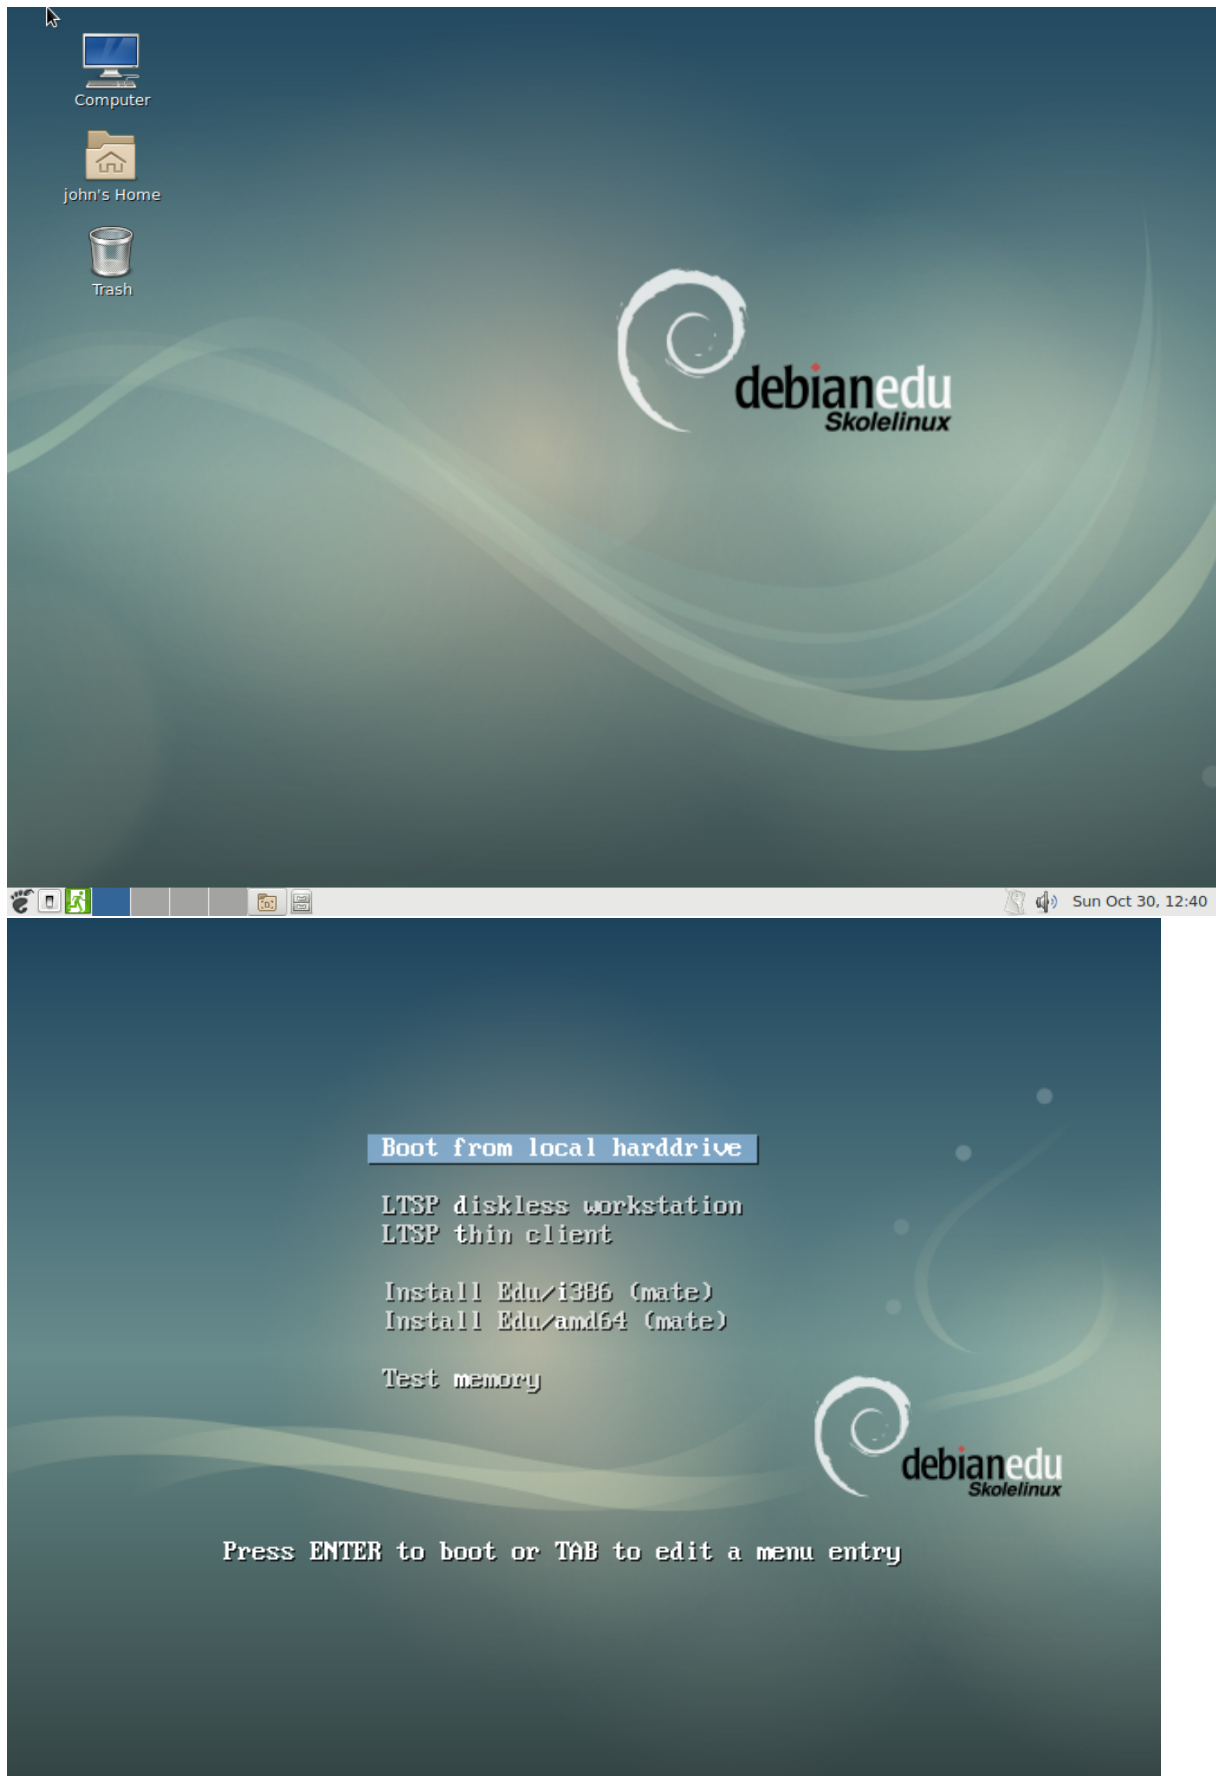 Computer
john's Home
Trash
debianedu
Skolelinux
Sun Oct 30, 12:40
Boot from local harddrive
LTSP diskless workstation
LTSP thin client
Install Edu/i386 (mate)
Install Edu/amd64 (mate)
Test memory
debianedu
Skolelinux
Press ENTER to boot or TAB to edit a menu entry